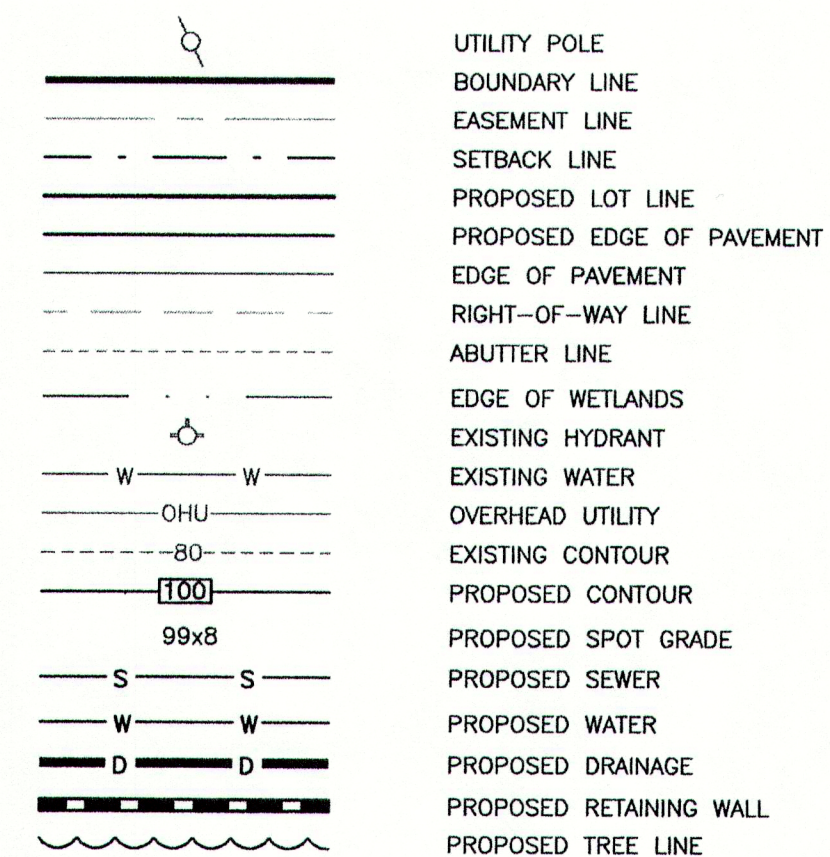 UTILITY POLE
BOUNDARY LINE
EASEMENT LINE
SETBACK LINE
PROPOSED LOT LINE
PROPOSED EDGE OF PAVEMENT
EDGE OF PAVEMENT
RIGHT-OF-WAY LINE
ABUTTER LINE
EDGE OF WETLANDS
EXISTING HYDRANT
W W EXISTING WATER
OHU OVERHEAD UTILITY
80 EXISTING CONTOUR
100 PROPOSED CONTOUR
99x8 PROPOSED SPOT GRADE
S S PROPOSED SEWER
W W PROPOSED WATER
D D PROPOSED DRAINAGE
PROPOSED RETAINING WALL
PROPOSED TREE LINE